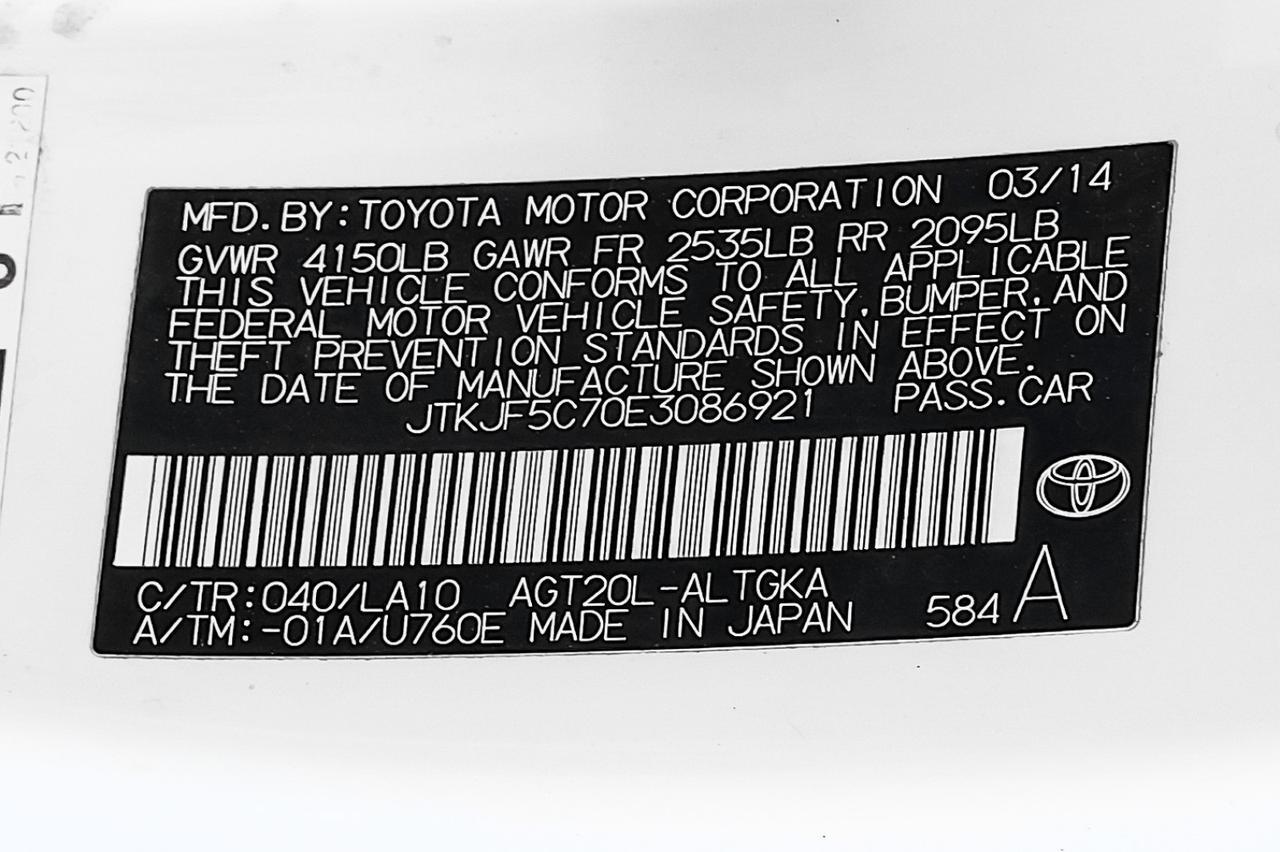 MFD. BY: TOYOTA MOTOR CORPORATION 03/14
GVWR 4150LB GAWR FR 2535LB RR 2095LB
THIS VEHICLE CONFORMS TO ALL APPLICABLE
FEDERAL MOTOR VEHICLE SAFETY, BUMPER, AND
THEFT PREVENTION STANDARDS IN EFFECT ON
THE DATE OF MANUFACTURE SHOWN ABOVE.
JTKJF5C70E3086921 PASS. CAR
C/TR:040/LA10 AGT20L-ALTGKA
A/TM:-01A/U760E MADE IN JAPAN 584 A